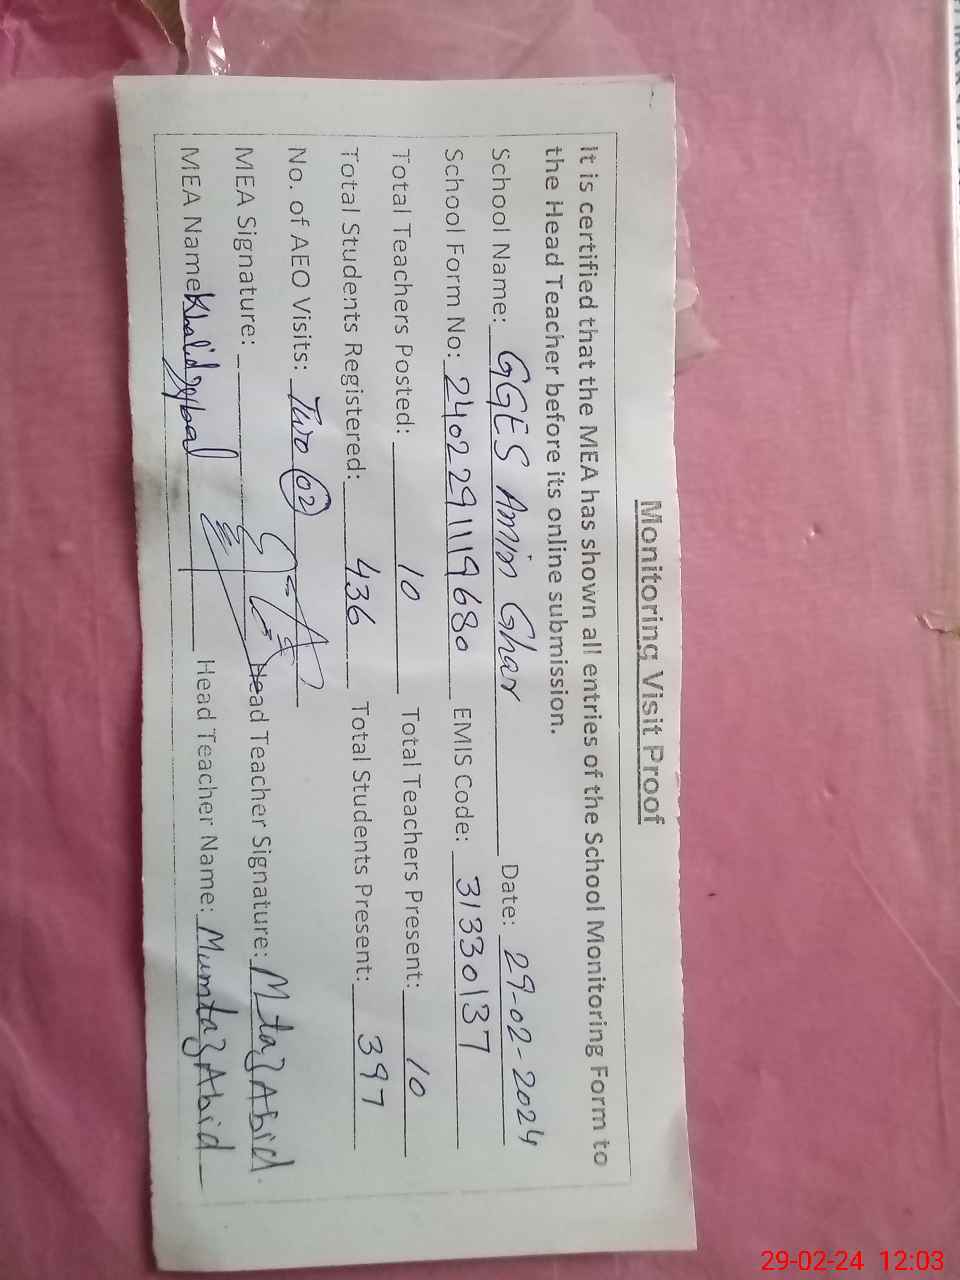 Monitoring Visit Proof
It is certified that the MEA has shown all entries of the School Monitoring Form to
the Head Teacher before its online submission.
School Name: GGES Amin Ghar Date: 29-02-2024
School Form No: 2402291119680 EMIS Code: 31330137
Total Teachers Posted: 10 Total Teachers Present: 10
Total Students Registered: 436 Total Students Present: 397
No. of AEO Visits: Two 02
MEA Signature: Head Teacher Signature: Mtaz Abid.
MEA Name Khalid Iqbal Head Teacher Name: Mumtaz Abid
29-02-24 12:03